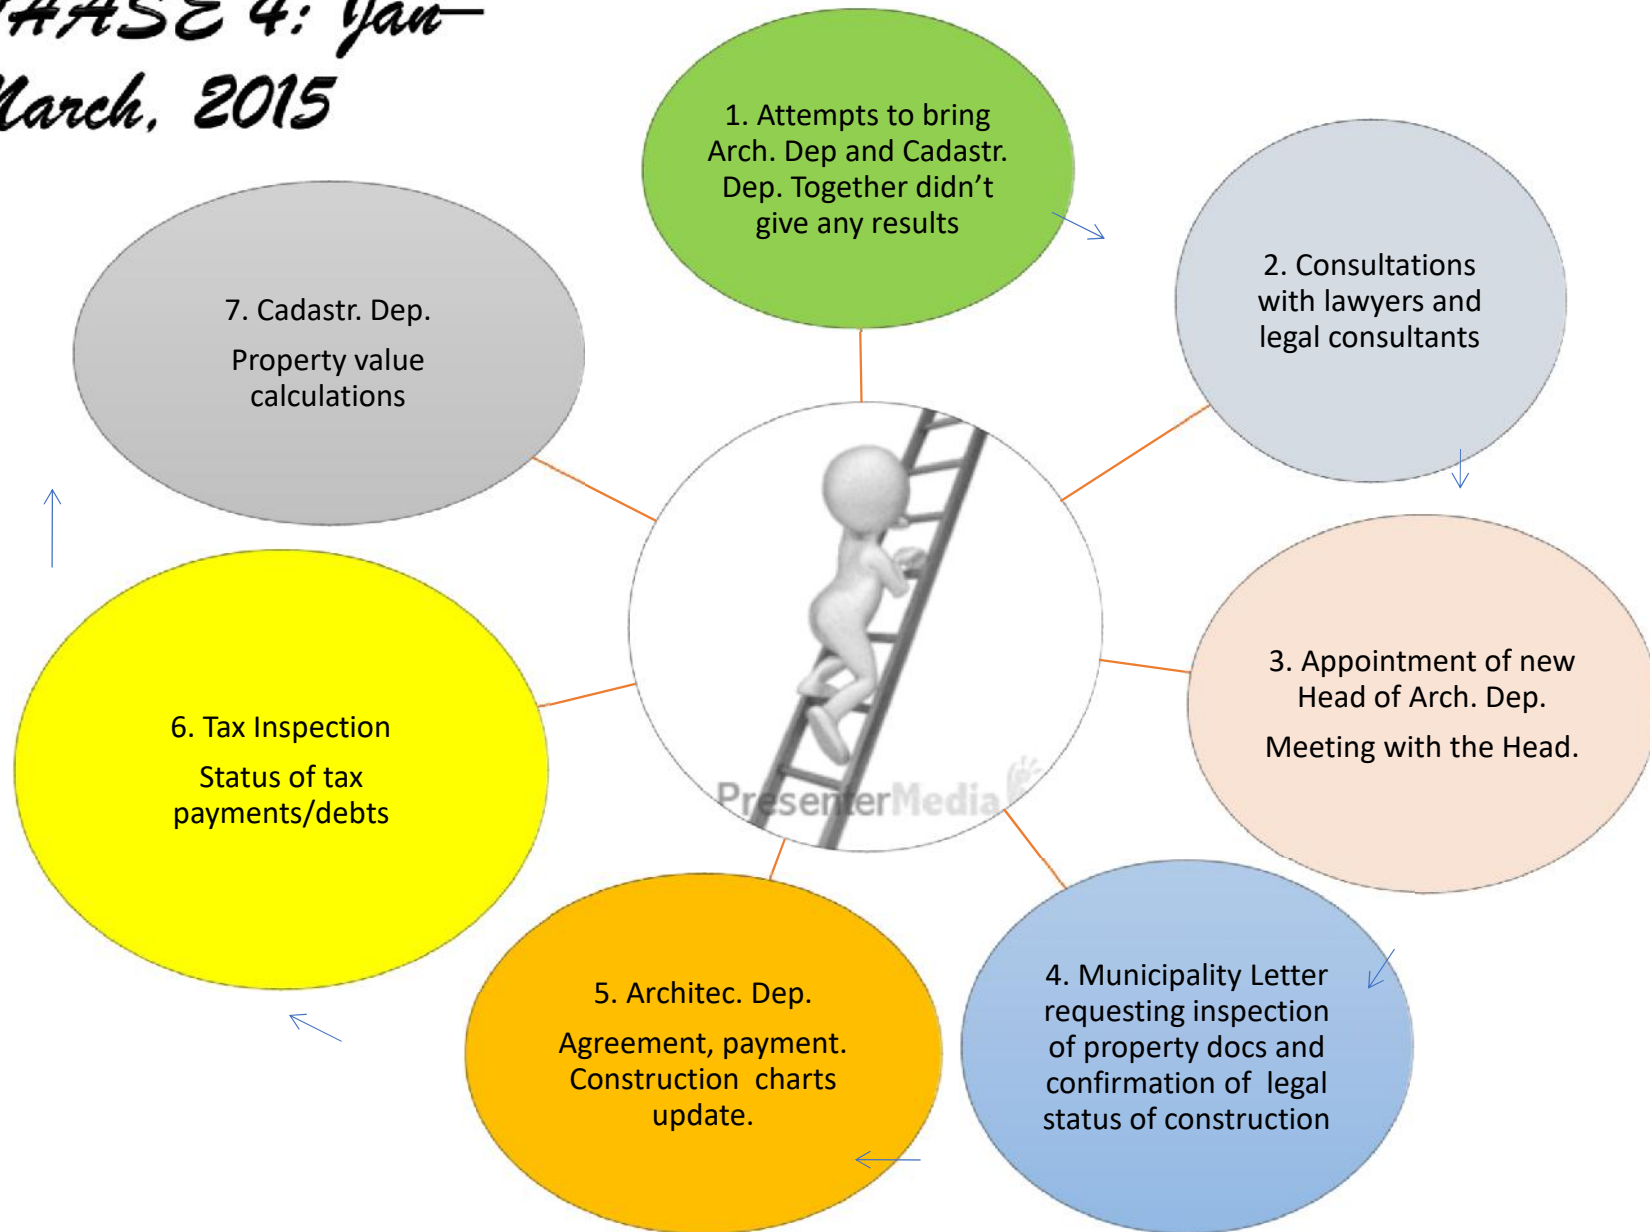 PHASE 4: Jan–
March, 2015
1. Attempts to bring
Arch. Dep and Cadastr.
Dep. Together didn’t
give any results
2. Consultations
with lawyers and
legal consultants
3. Appointment of new
Head of Arch. Dep.
Meeting with the Head.
4. Municipality Letter
requesting inspection
of property docs and
confirmation of  legal
status of construction
5. Architec. Dep.
Agreement, payment.
Construction  charts
update.
6. Tax Inspection
Status of tax
payments/debts
7. Cadastr. Dep.
Property value
calculations
PresenterMedia